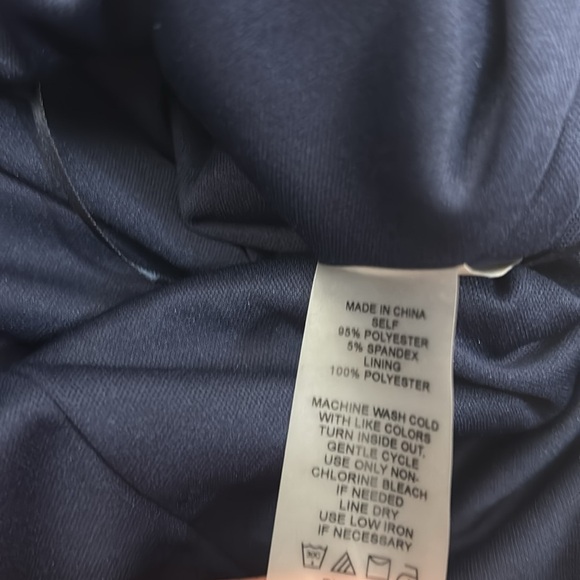 MADE IN CHINA
SELF
95% POLYESTER
5% SPANDEX
LINING
100% POLYESTER
MACHINE WASH COLD
WITH LIKE COLORS
TURN INSIDE OUT.
GENTLE CYCLE
USE ONLY NON-
CHLORINE BLEACH
IF NEEDED
LINE DRY
USE LOW IRON
IF NECESSARY